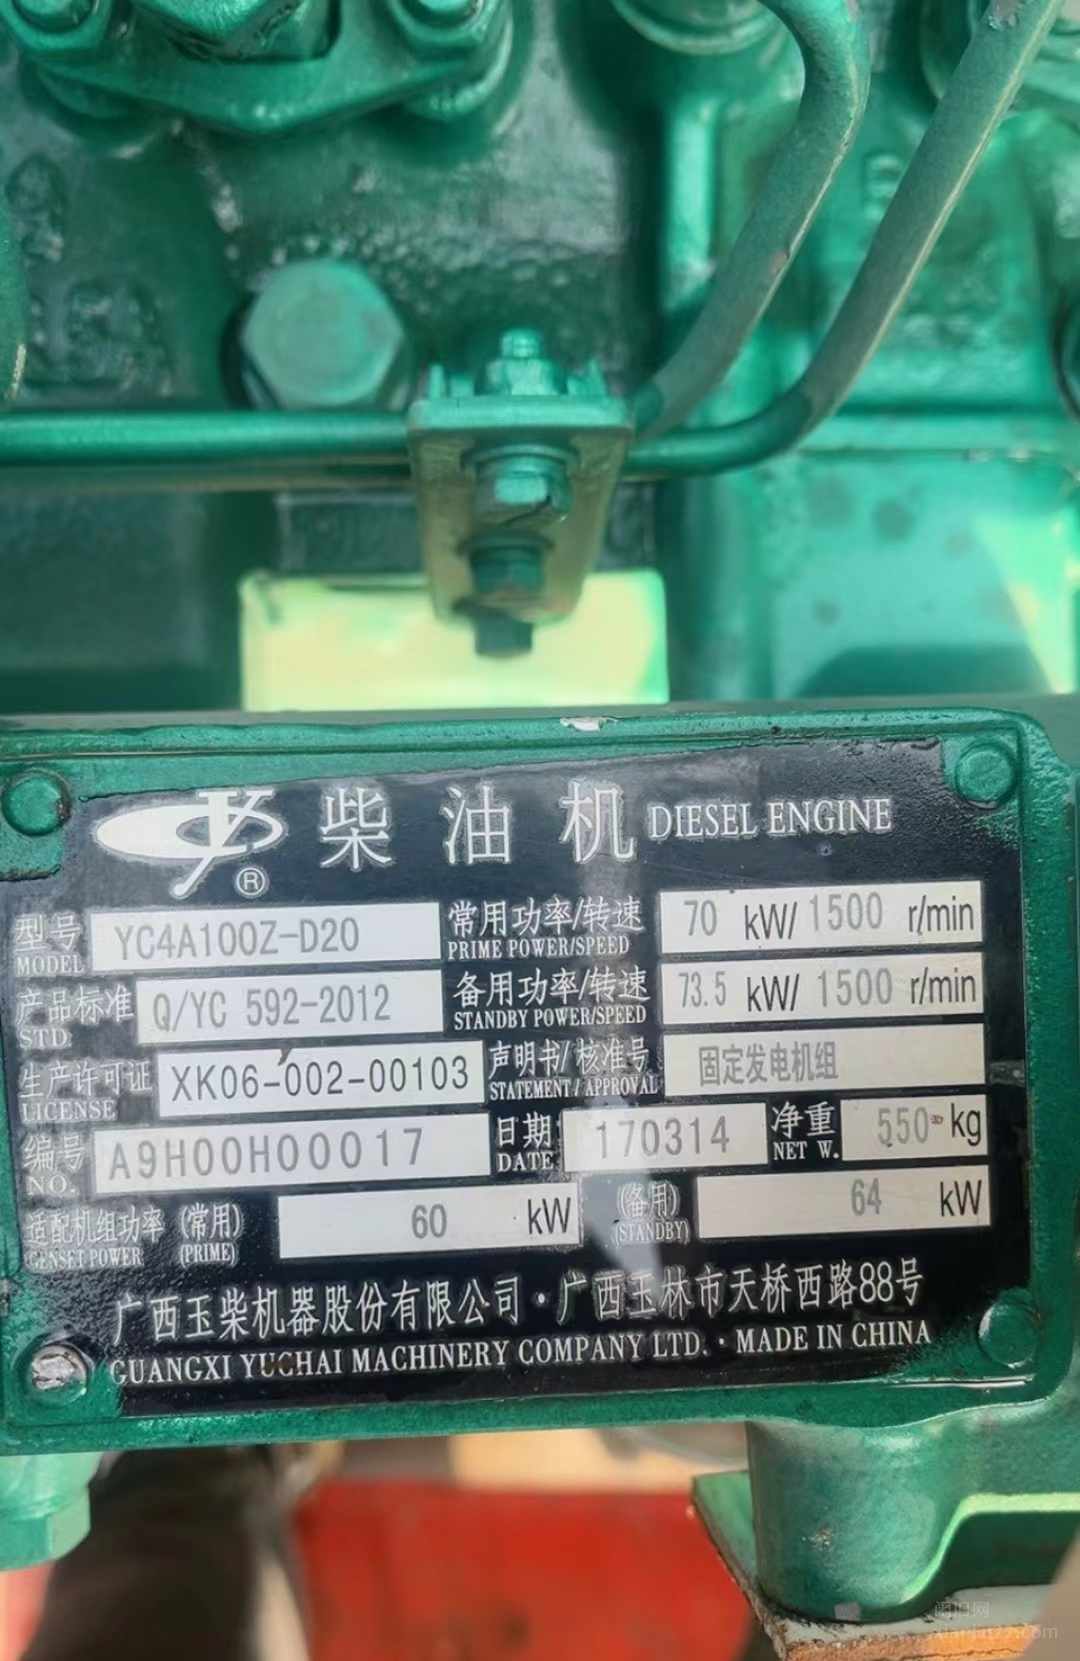 柴油机 DIESEL ENGINE
®
型号 MODEL YC4A100Z-D20 常用功率/转速 PRIME POWER/SPEED 70 kW/ 1500 r/min
产品标准 STD. Q/YC 592-2012 备用功率/转速 STANDBY POWER/SPEED 73.5 kW/ 1500 r/min
生产许可证 LICENSE XK06-002-00103 声明书/核准号 STATEMENT/APPROVAL 固定发电机组
编号 NO. A9H00H00017 日期 DATE 170314 净重 NET W. 550 kg
适配机组功率 GENSET POWER (常用) (PRIME) 60 kW (备用) (STANDBY) 64 kW
广西玉柴机器股份有限公司·广西玉林市天桥西路88号
GUANGXI YUCHAI MACHINERY COMPANY LTD.·MADE IN CHINA